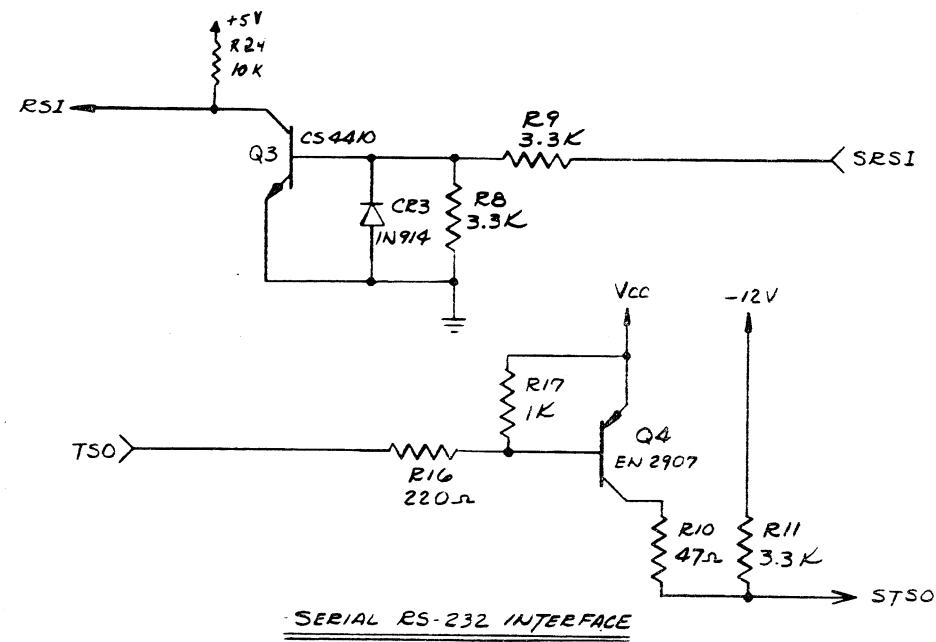 +5V
R24
10K
RSI
Q3
CS4410
R9
3.3K
SRSI
CR3
1N914
R8
3.3K
VCC
-12V
R17
1K
TSO
R16
220Ω
Q4
EN 2907
R10
47Ω
R11
3.3K
STSO
SERIAL RS-232 INTERFACE